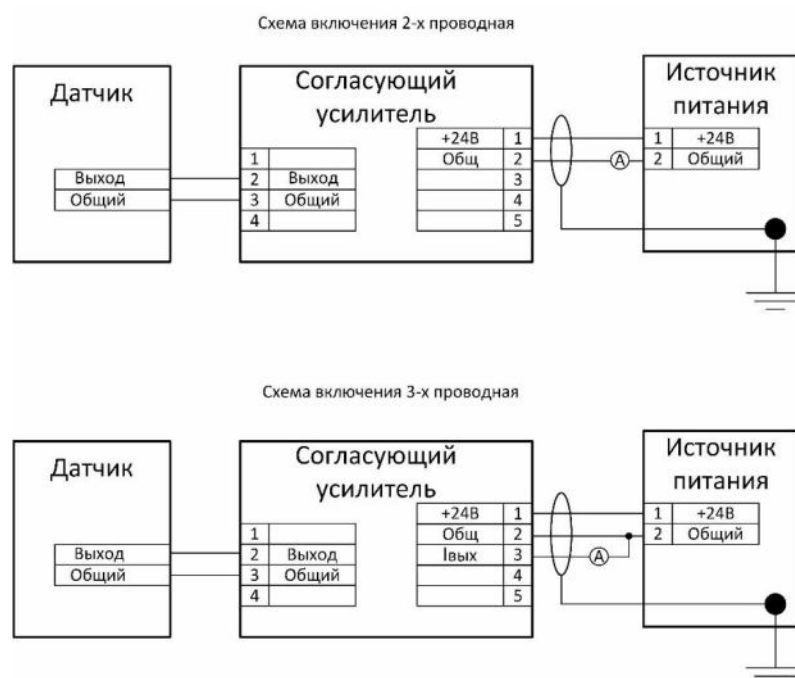 Схема включения 2-х проводная
Датчик
Выход
Общий
Согласующий
усилитель
1
2 Выход
3 Общий
4
+24В 1
Общ 2
3
4
5
A
Источник
питания
1 +24В
2 Общий
Схема включения 3-х проводная
Датчик
Выход
Общий
Согласующий
усилитель
1
2 Выход
3 Общий
4
+24В 1
Общ 2
Iвых 3
4
5
A
Источник
питания
1 +24В
2 Общий